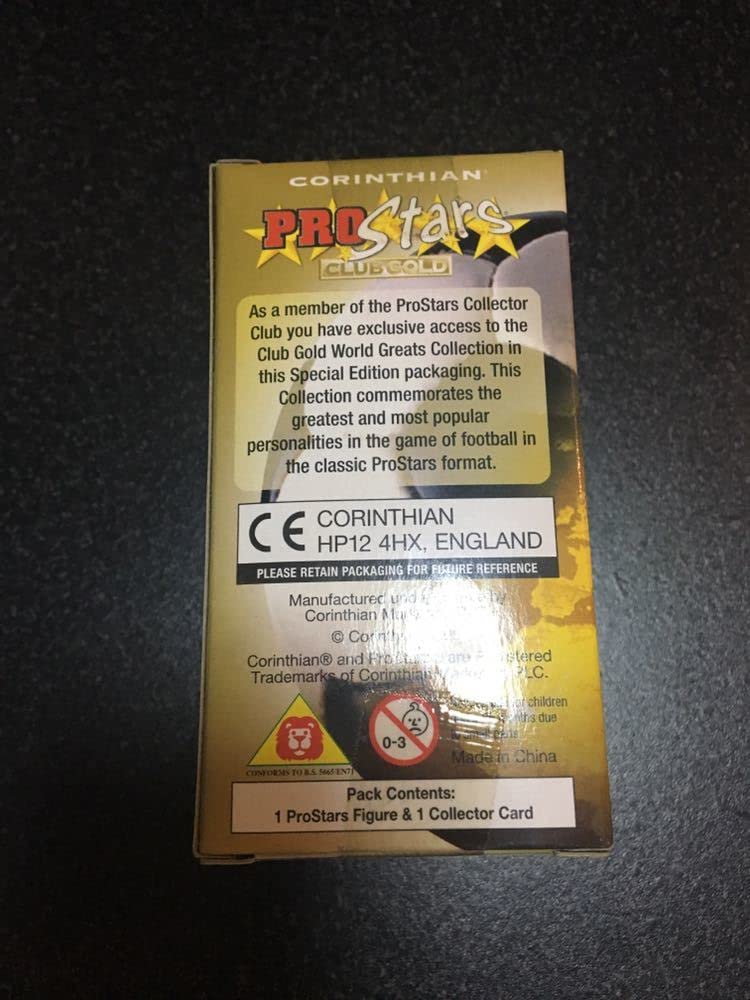 CORINTHIAN
PROStars
CLUB GOLD
As a member of the ProStars Collector
Club you have exclusive access to the
Club Gold World Greats Collection in
this Special Edition packaging. This
Collection commemorates the
greatest and most popular
personalities in the game of football in
the classic ProStars format.
CE CORINTHIAN
HP12 4HX, ENGLAND
PLEASE RETAIN PACKAGING FOR FUTURE REFERENCE
Manufactured
Corinthian
©
Corinthian® and are
Trademarks of Corinthian PLC.
for children
due
Made in China
0-3
CONFORMS TO B.S. 5665/EN71
Pack Contents:
1 ProStars Figure & 1 Collector Card